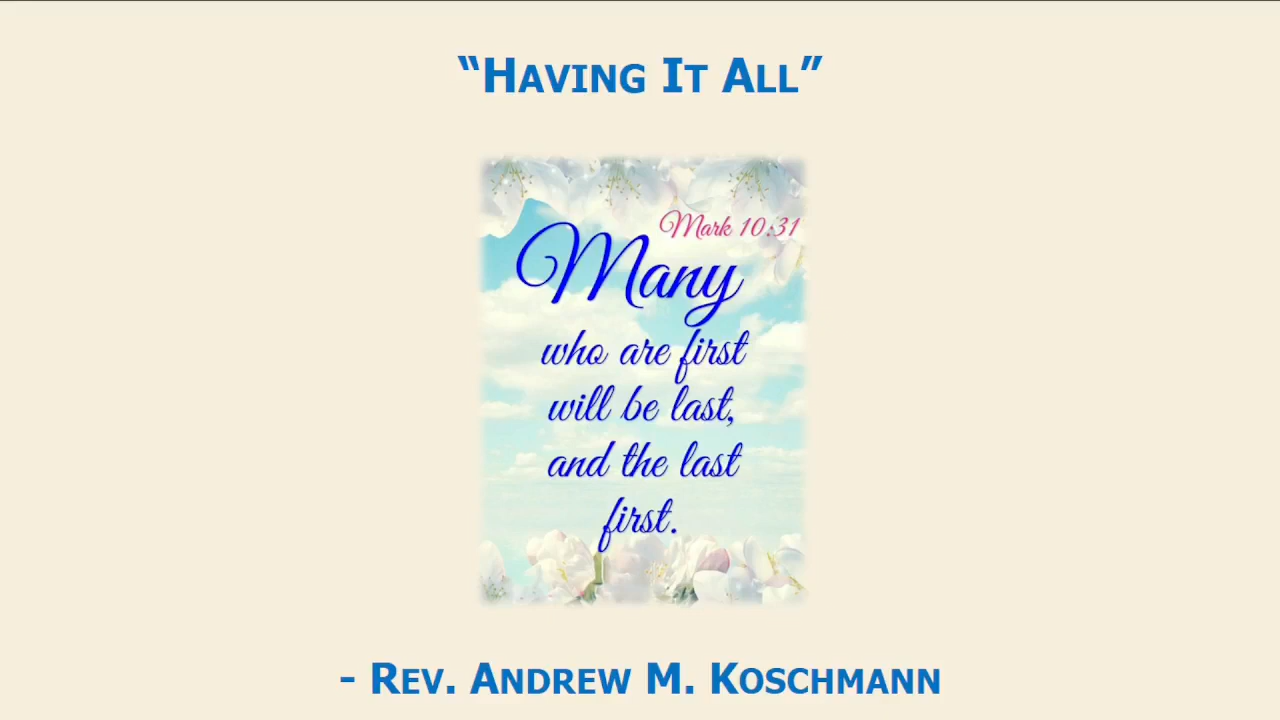 “HAVING IT ALL”
Mark 10:31
Many
who are first
will be last,
and the last
first.
- REV. ANDREW M. KOSCHMANN